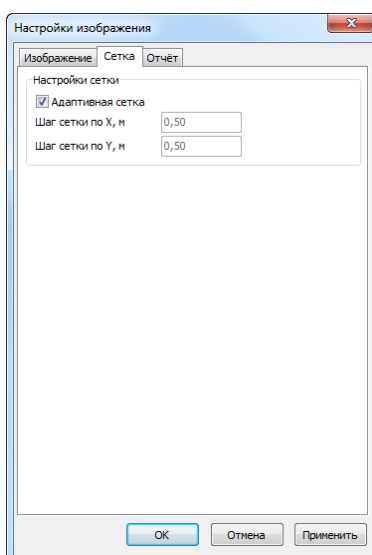 Настройки изображения
Изображение Сетка Отчёт
Настройки сетки
Адаптивная сетка
Шаг сетки по X, м 0,50
Шаг сетки по Y, м 0,50
OK Отмена Применить